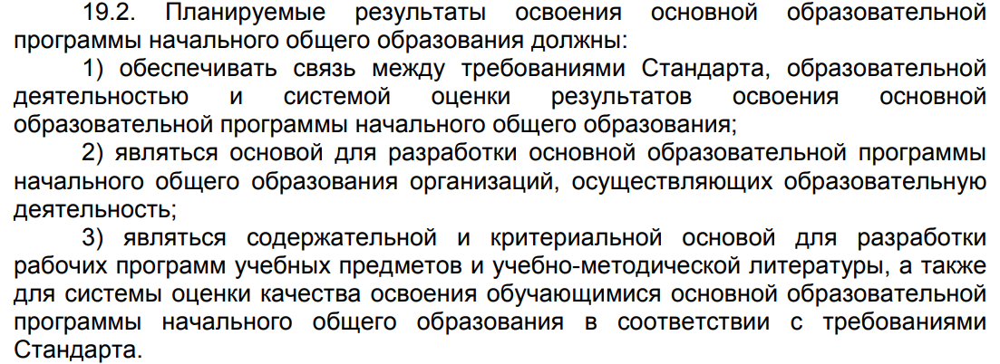 19.2. Планируемые результаты освоения основной образовательной
программы начального общего образования должны:
1) обеспечивать связь между требованиями Стандарта, образовательной
деятельностью и системой оценки результатов освоения основной
образовательной программы начального общего образования;
2) являться основой для разработки основной образовательной программы
начального общего образования организаций, осуществляющих образовательную
деятельность;
3) являться содержательной и критериальной основой для разработки
рабочих программ учебных предметов и учебно-методической литературы, а также
для системы оценки качества освоения обучающимися основной образовательной
программы начального общего образования в соответствии с требованиями
Стандарта.